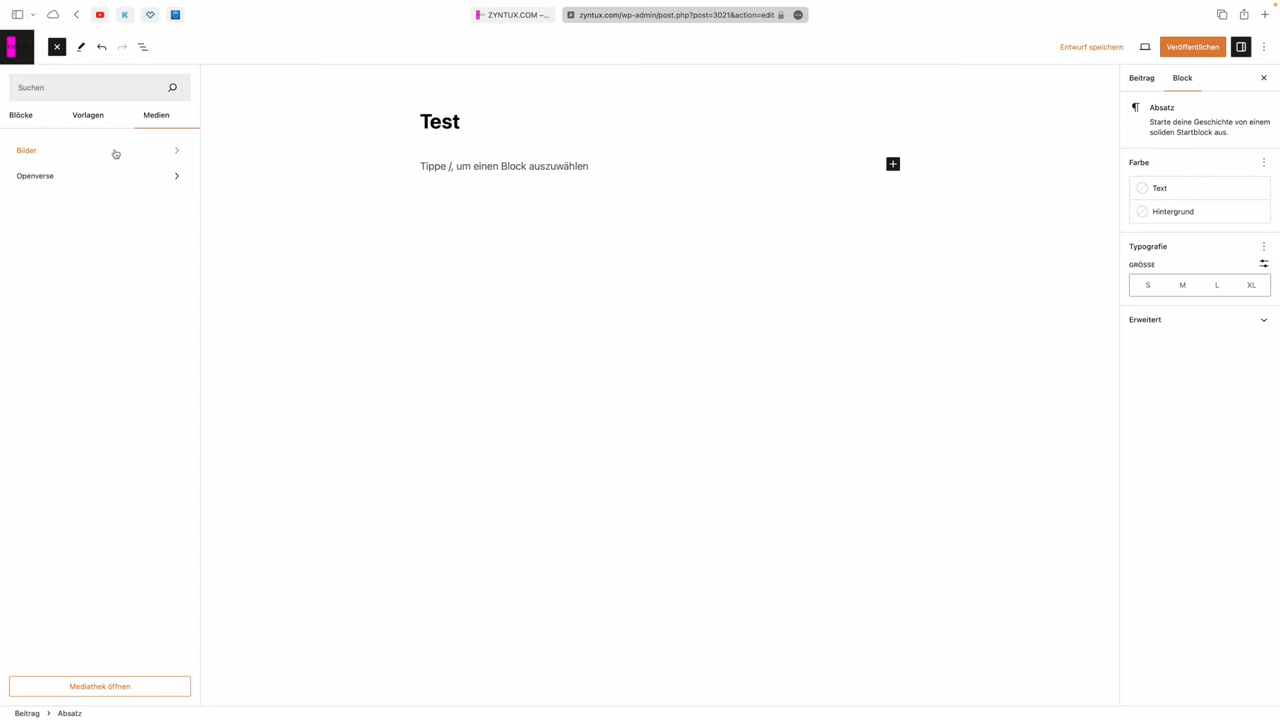 ZYNTUX.COM –...
zyntux.com/wp-admin/post.php?post=3021&action=edit
Entwurf speichern
Veröffentlichen
Suchen
Blöcke
Vorlagen
Medien
Bilder
Openverse
Mediathek öffnen
Test
Tippe /, um einen Block auszuwählen
Beitrag
Block
Absatz
Starte deine Geschichte von einem
soliden Startblock aus.
Farbe
Text
Hintergrund
Typografie
GRÖSSE
S
M
L
XL
Erweitert
Beitrag
Absatz